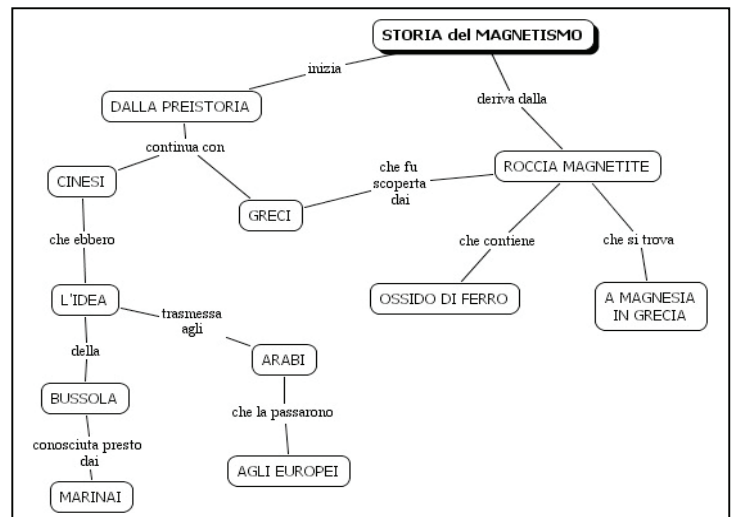 STORIA del MAGNETISMO
inizia
deriva dalla
DALLA PREISTORIA
continua con
CINESI
GRECI
che fu
scoperta
dai
ROCCIA MAGNETITE
che ebbero
che contiene
che si trova
L'IDEA
trasmessa
agli
OSSIDO DI FERRO
A MAGNESIA
IN GRECIA
della
ARABI
BUSSOLA
che la passarono
conosciuta presto
dai
AGLI EUROPEI
MARINAI